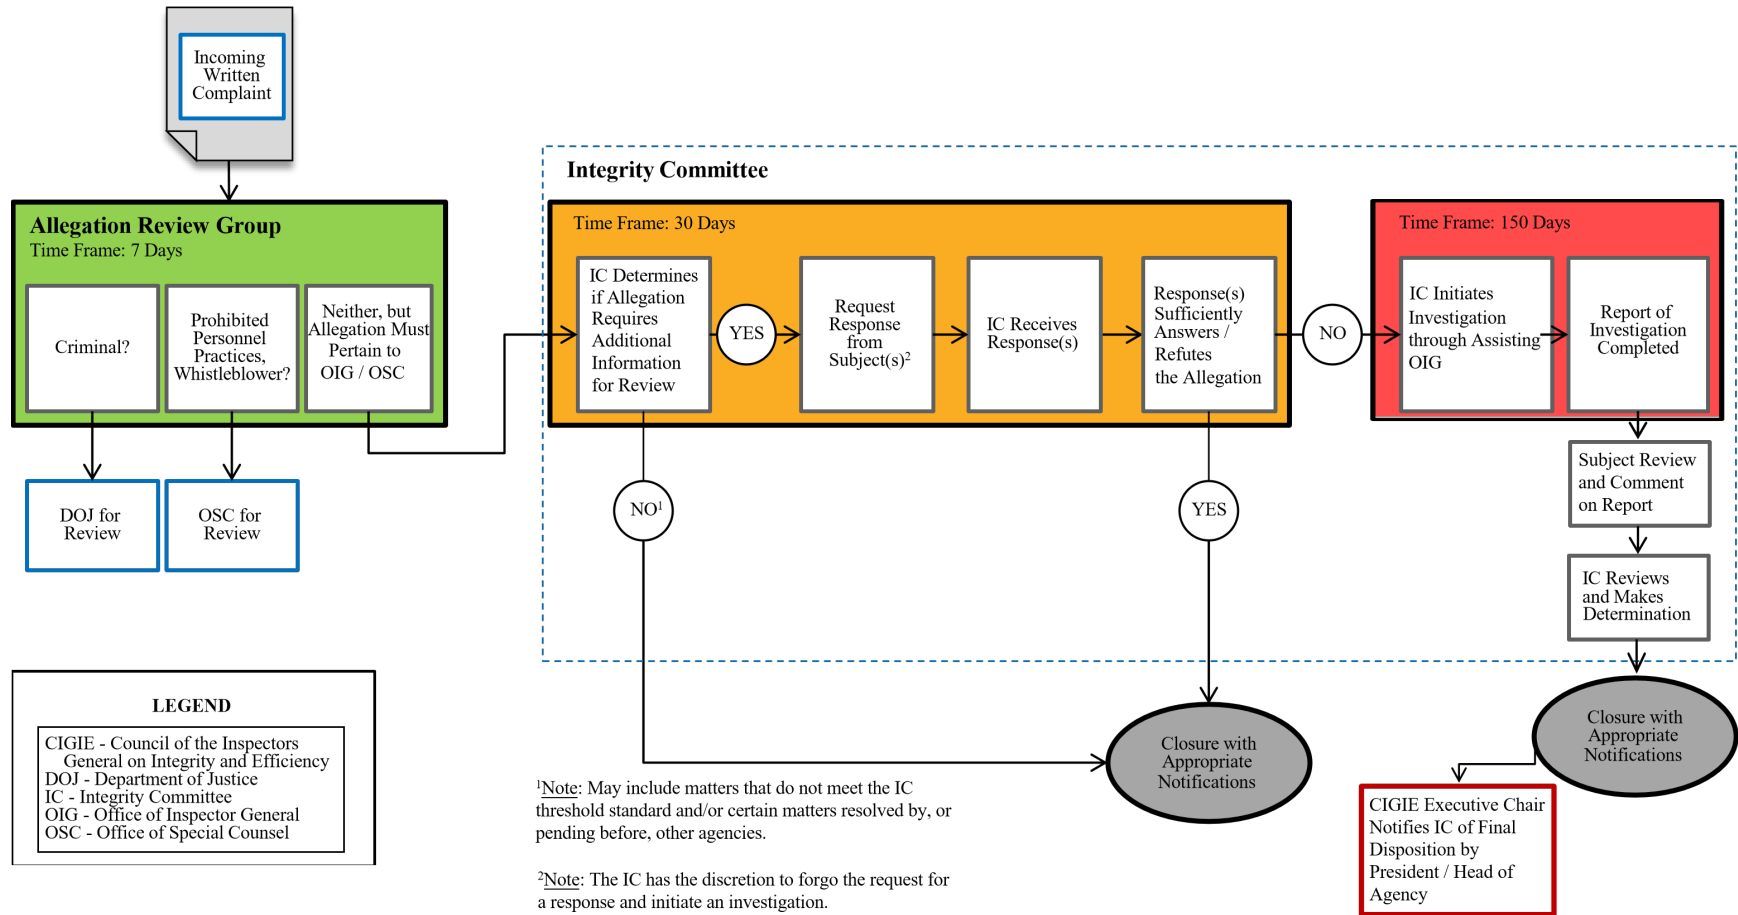 Incoming
Written
Complaint
Integrity Committee
Allegation Review Group
Time Frame: 7 Days
Criminal?
Prohibited
Personnel
Practices,
Whistleblower?
Neither, but
Allegation Must
Pertain to
OIG / OSC
DOJ for
Review
OSC for
Review
Time Frame: 30 Days
IC Determines
if Allegation
Requires
Additional
Information
for Review
YES
Request
Response
from
Subject(s)²
IC Receives
Response(s)
Response(s)
Sufficiently
Answers /
Refutes
the Allegation
NO
NO¹
YES
Time Frame: 150 Days
IC Initiates
Investigation
through Assisting
OIG
Report of
Investigation
Completed
Subject Review
and Comment
on Report
IC Reviews
and Makes
Determination
Closure with
Appropriate
Notifications
Closure with
Appropriate
Notifications
CIGIE Executive Chair
Notifies IC of Final
Disposition by
President / Head of
Agency
LEGEND
CIGIE - Council of the Inspectors
General on Integrity and Efficiency
DOJ - Department of Justice
IC - Integrity Committee
OIG - Office of Inspector General
OSC - Office of Special Counsel
¹Note: May include matters that do not meet the IC
threshold standard and/or certain matters resolved by, or
pending before, other agencies.
²Note: The IC has the discretion to forgo the request for
a response and initiate an investigation.